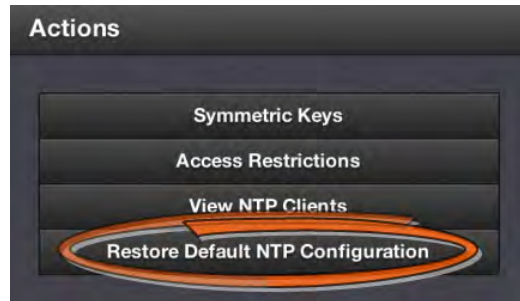 Actions
Symmetric Keys
Access Restrictions
View NTP Clients
Restore Default NTP Configuration